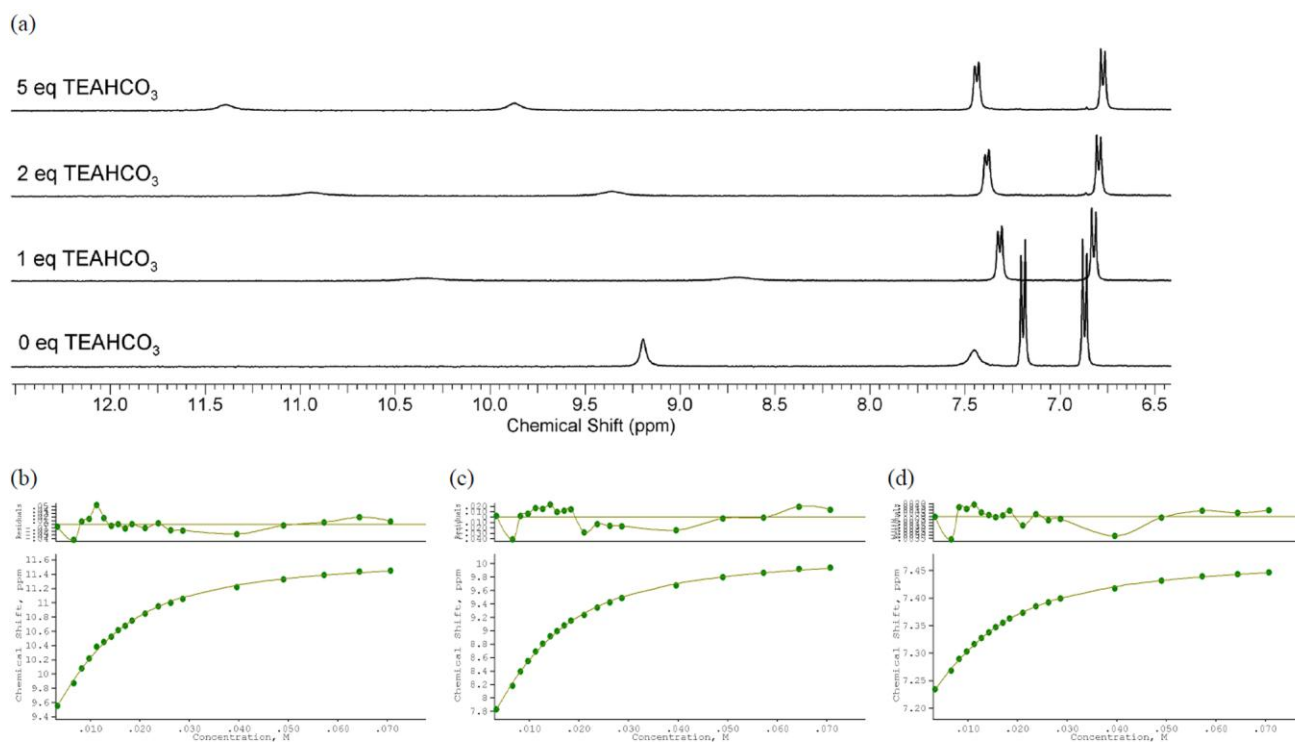 (a)
5 eq TEAHCO3
2 eq TEAHCO3
1 eq TEAHCO3
0 eq TEAHCO3
12.0 11.5 11.0 10.5 10.0 9.5 9.0 8.5 8.0 7.5 7.0 6.5
Chemical Shift (ppm)
(b) (c) (d)
Residuals
Chemical Shift, ppm
11.6
11.4
11.2
11
10.8
10.6
10.4
10.2
10
9.8
9.6
9.4
.010 .020 .030 .040 .050 .060 .070
Concentration, M
.020
.010
Chemical Shift, ppm
10
9.8
9.6
9.4
9.2
9
8.8
8.6
8.4
8.2
8
7.8
.010 .020 .030 .040 .050 .060 .070
Concentration, M
Chemical Shift, ppm
7.45
7.40
7.35
7.30
7.25
7.20
.010 .020 .030 .040 .050 .060 .070
Concentration, M